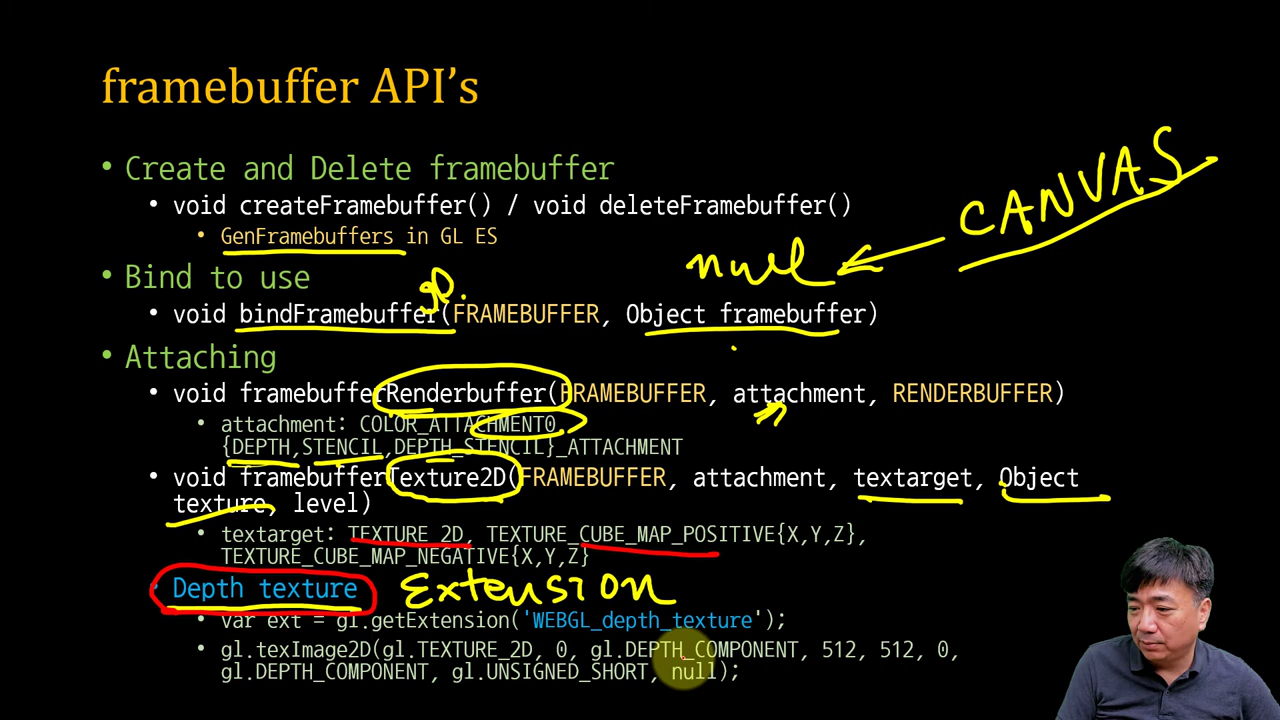 framebuffer API's
• Create and Delete framebuffer
• void createFramebuffer() / void deleteFramebuffer()
• GenFramebuffers in GL ES
CANVAS
null
• Bind to use
gl.
• void bindFramebuffer(FRAMEBUFFER, Object framebuffer)
• Attaching
• void framebufferRenderbuffer(FRAMEBUFFER, attachment, RENDERBUFFER)
• attachment: COLOR_ATTACHMENT0,
{DEPTH,STENCIL,DEPTH_STENCIL}_ATTACHMENT
• void framebufferTexture2D(FRAMEBUFFER, attachment, textarget, Object
texture, level)
• textarget: TEXTURE_2D, TEXTURE_CUBE_MAP_POSITIVE{X,Y,Z},
TEXTURE_CUBE_MAP_NEGATIVE{X,Y,Z}
• Depth texture Extension
• var ext = gl.getExtension('WEBGL_depth_texture');
• gl.texImage2D(gl.TEXTURE_2D, 0, gl.DEPTH_COMPONENT, 512, 512, 0,
gl.DEPTH_COMPONENT, gl.UNSIGNED_SHORT, null);